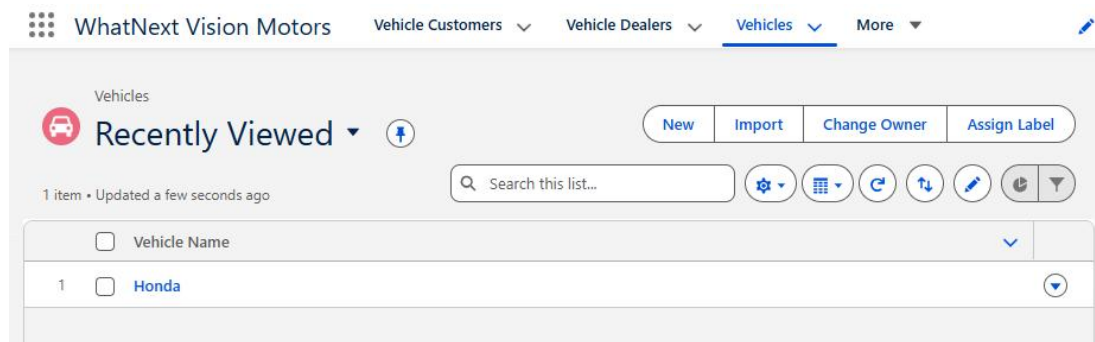 WhatNext Vision Motors Vehicle Customers Vehicle Dealers Vehicles More
Vehicles
Recently Viewed
New Import Change Owner Assign Label
1 item • Updated a few seconds ago
Search this list...
Vehicle Name
1 Honda